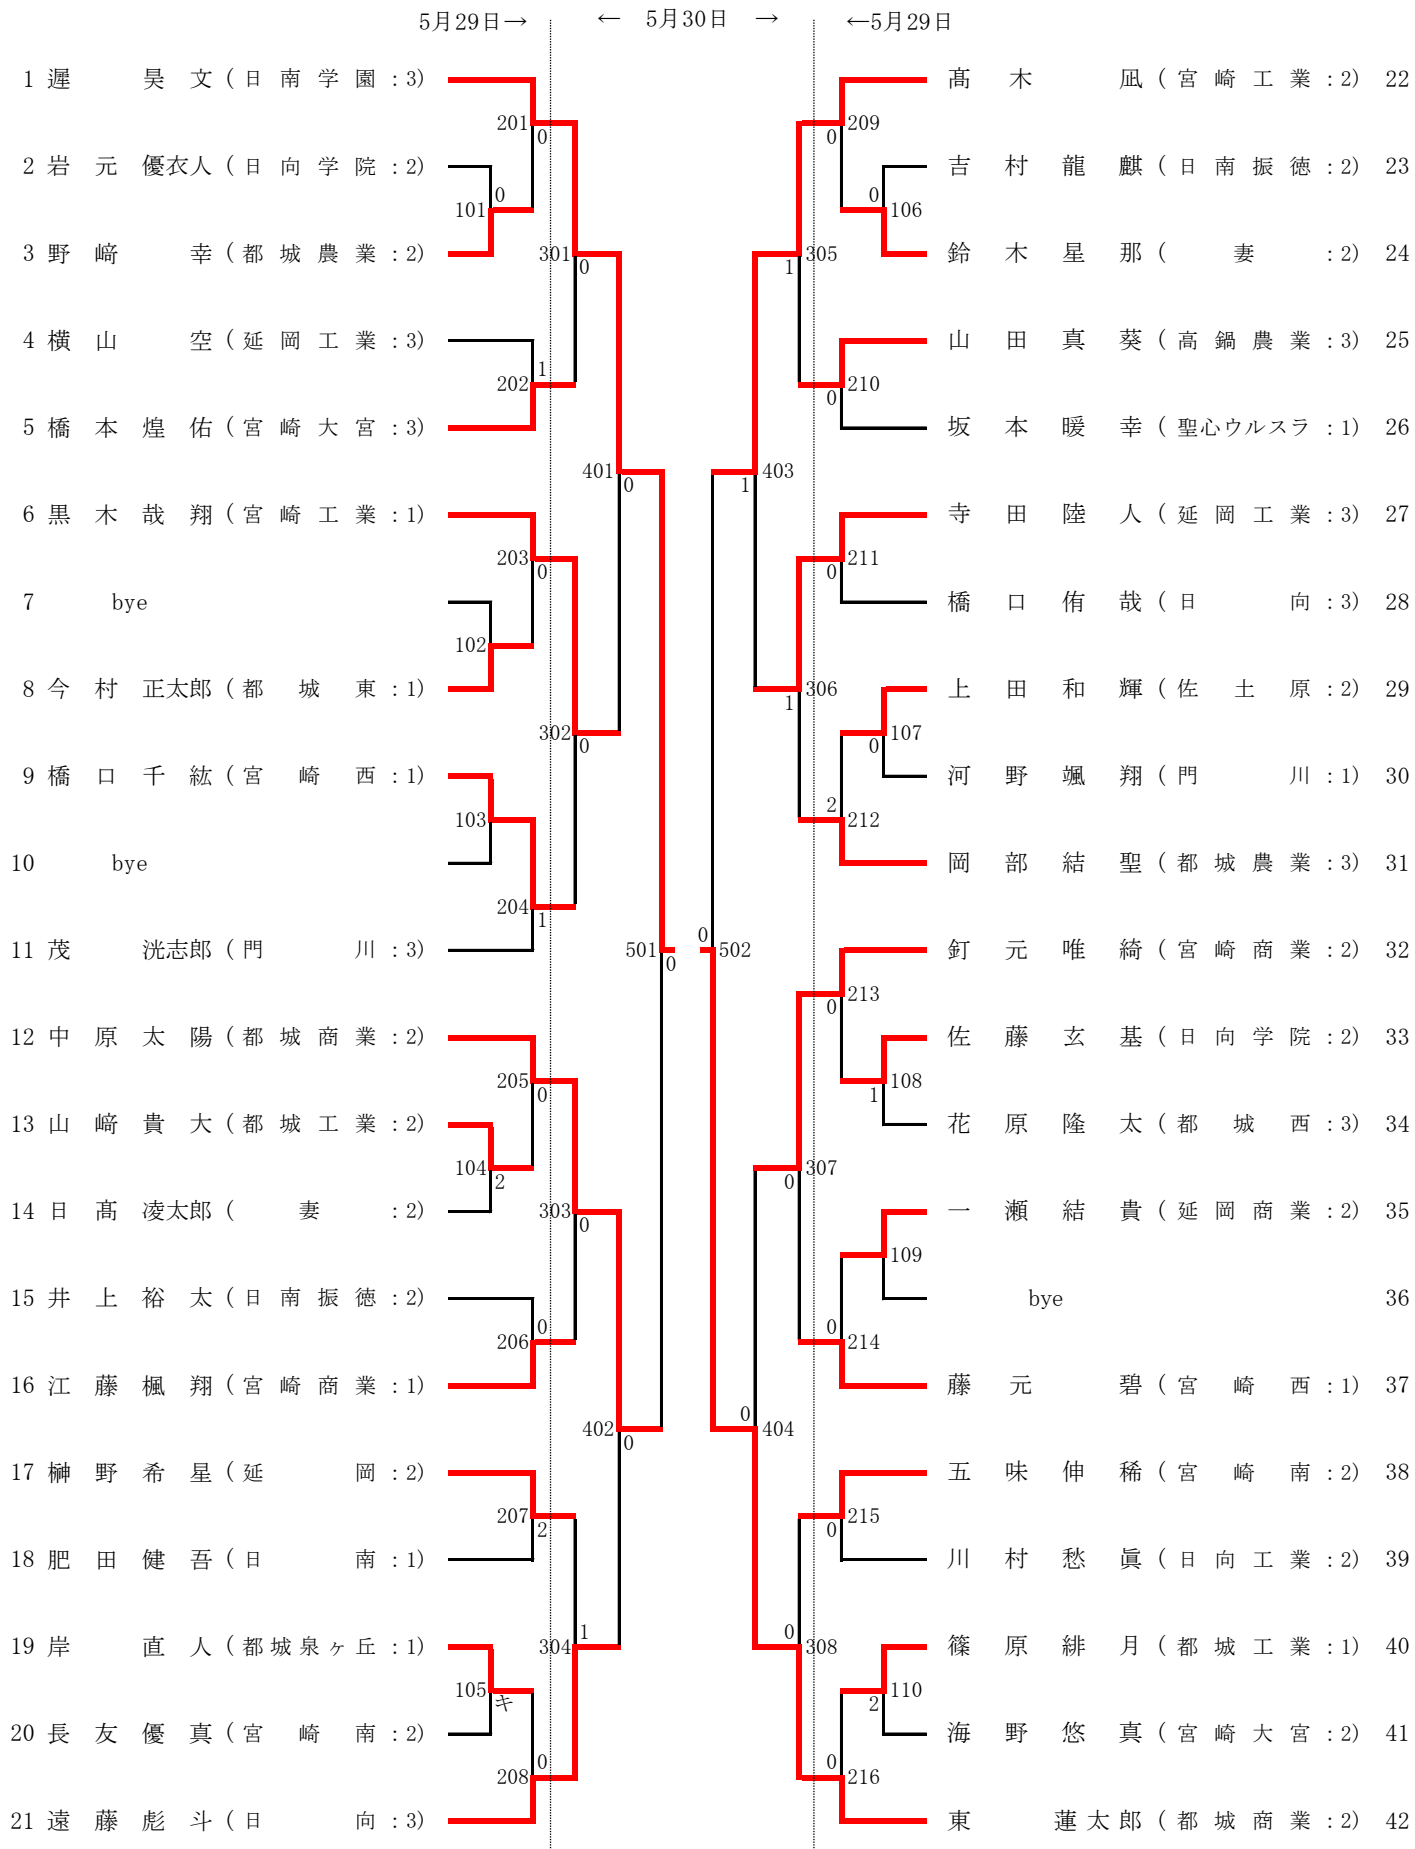 5月29日→ ← 5月30日 → ←5月29日
1 遅 昊 文 ( 日 南 学 園 : 3) 髙 木 凪 ( 宮 崎 工 業 : 2) 22
201 0 0 209
2 岩 元 優衣人 ( 日 向 学 院 : 2) 吉 村 龍 麒 ( 日 南 振 徳 : 2) 23
0 0
101 106
3 野 﨑 幸 ( 都 城 農 業 : 2) 301 0 1 305 鈴 木 星 那 ( 妻 : 2) 24
4 横 山 空 ( 延 岡 工 業 : 3) 山 田 真 葵 ( 高 鍋 農 業 : 3) 25
202 1 0 210
5 橋 本 煌 佑 ( 宮 崎 大 宮 : 3) 坂 本 暖 幸 ( 聖心ウルスラ : 1) 26
401 0 1 403
6 黒 木 哉 翔 ( 宮 崎 工 業 : 1) 寺 田 陸 人 ( 延 岡 工 業 : 3) 27
203 0 0 211
7 bye 橋 口 侑 哉 ( 日 向 : 3) 28
102
8 今 村 正太郎 ( 都 城 東 : 1) 1 306 上 田 和 輝 ( 佐 土 原 : 2) 29
302 0 0 107
9 橋 口 千 紘 ( 宮 崎 西 : 1) 河 野 颯 翔 ( 門 川 : 1) 30
103 2 212
10 bye 岡 部 結 聖 ( 都 城 農 業 : 3) 31
204 1
11 茂 洸志郎 ( 門 川 : 3) 501 0 0 502 釘 元 唯 綺 ( 宮 崎 商 業 : 2) 32
0 213
12 中 原 太 陽 ( 都 城 商 業 : 2) 佐 藤 玄 基 ( 日 向 学 院 : 2) 33
205 0 1 108
13 山 﨑 貴 大 ( 都 城 工 業 : 2) 花 原 隆 太 ( 都 城 西 : 3) 34
104 2 0 307
14 日 髙 凌太郎 ( 妻 : 2) 303 0 一 瀬 結 貴 ( 延 岡 商 業 : 2) 35
109
15 井 上 裕 太 ( 日 南 振 徳 : 2) bye 36
206 0 0 214
16 江 藤 楓 翔 ( 宮 崎 商 業 : 1) 藤 元 碧 ( 宮 崎 西 : 1) 37
402 0 0 404
17 榊 野 希 星 ( 延 岡 : 2) 五 味 伸 稀 ( 宮 崎 南 : 2) 38
207 2 0 215
18 肥 田 健 吾 ( 日 南 : 1) 川 村 愁 眞 ( 日 向 工 業 : 2) 39
19 岸 直 人 ( 都 城 泉 ヶ 丘 : 1) 304 1 0 308 篠 原 緋 月 ( 都 城 工 業 : 1) 40
105 キ 2 110
20 長 友 優 真 ( 宮 崎 南 : 2) 海 野 悠 真 ( 宮 崎 大 宮 : 2) 41
208 0 0 216
21 遠 藤 彪 斗 ( 日 向 : 3) 東 蓮 太 郎 ( 都 城 商 業 : 2) 42